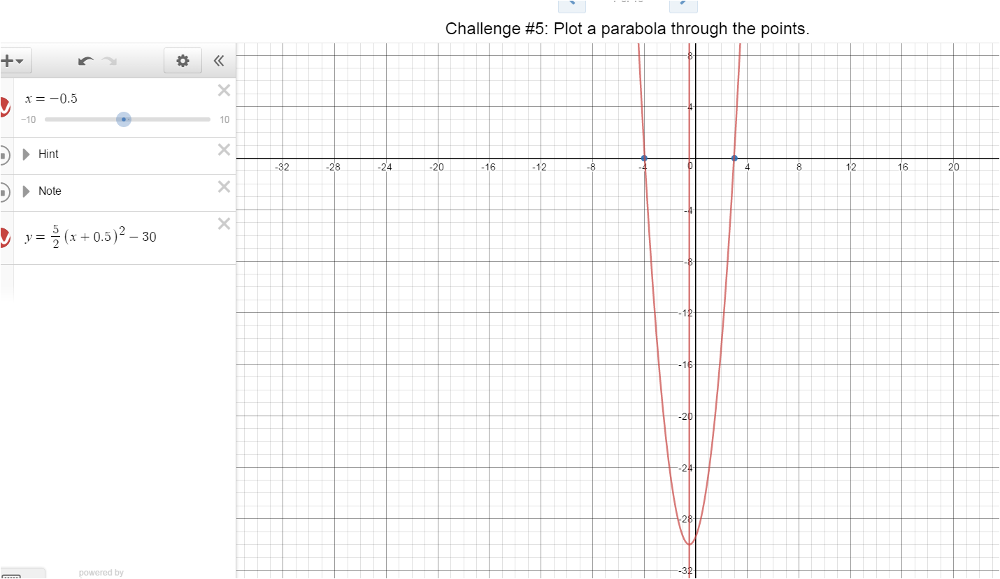 Challenge #5: Plot a parabola through the points.
x = −0.5
-10 10
Hint
Note
y = 5/2 (x + 0.5)² − 30
powered by
8
4
-32 -28 -24 -20 -16 -12 -8 -4 0 4 8 12 16 20
-4
-8
-12
-16
-20
-24
-28
-32